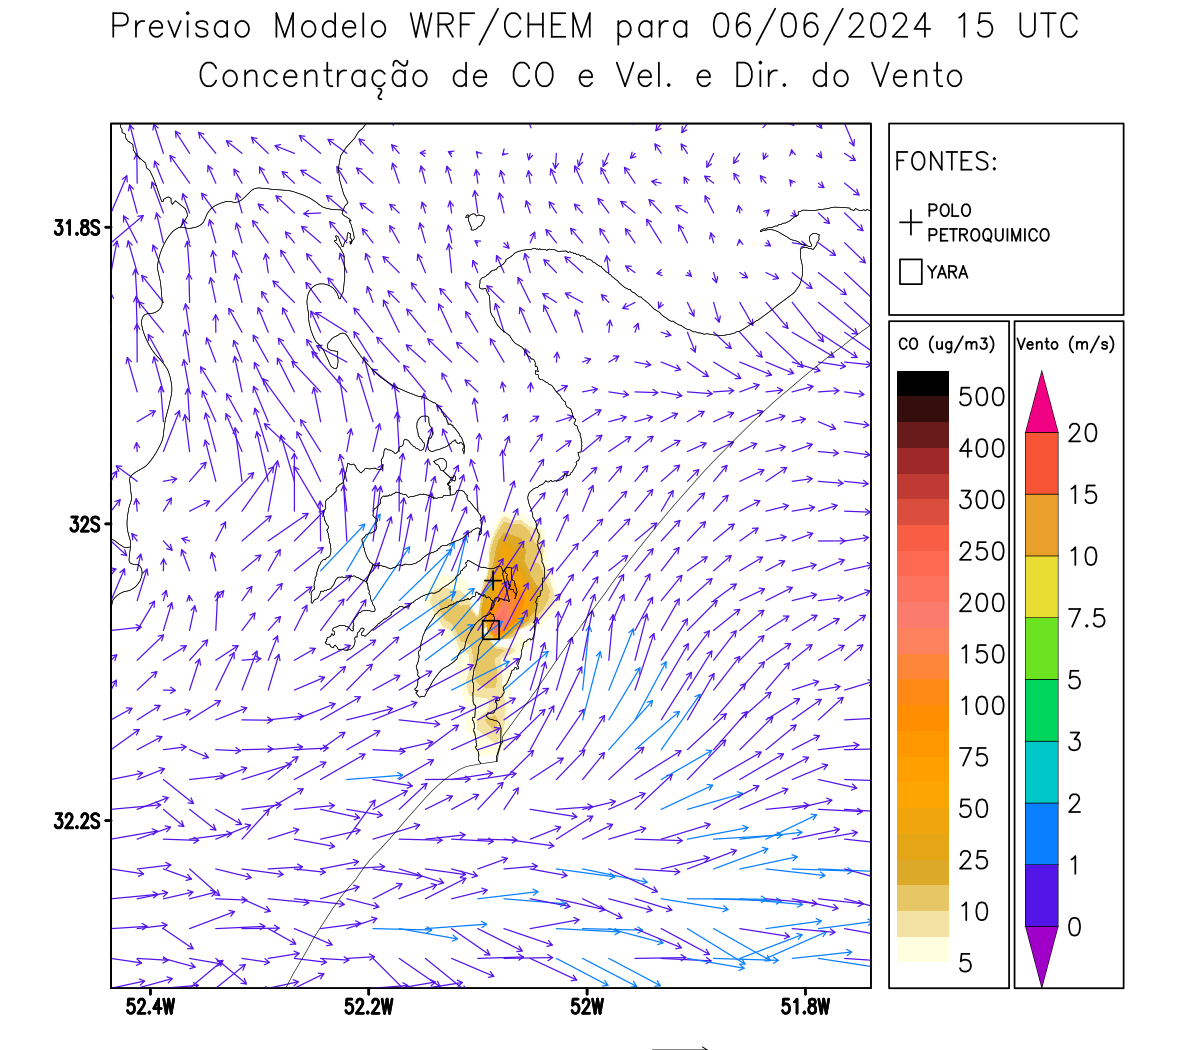 Previsao Modelo WRF/CHEM para 06/06/2024 15 UTC
Concentração de CO e Vel. e Dir. do Vento
FONTES:
POLO
PETROQUIMICO
YARA
CO (ug/m3)
500
400
300
250
200
150
100
75
50
25
10
5
Vento (m/s)
20
15
10
7.5
5
3
2
1
0
31.8S
32S
32.2S
52.4W
52.2W
52W
51.8W